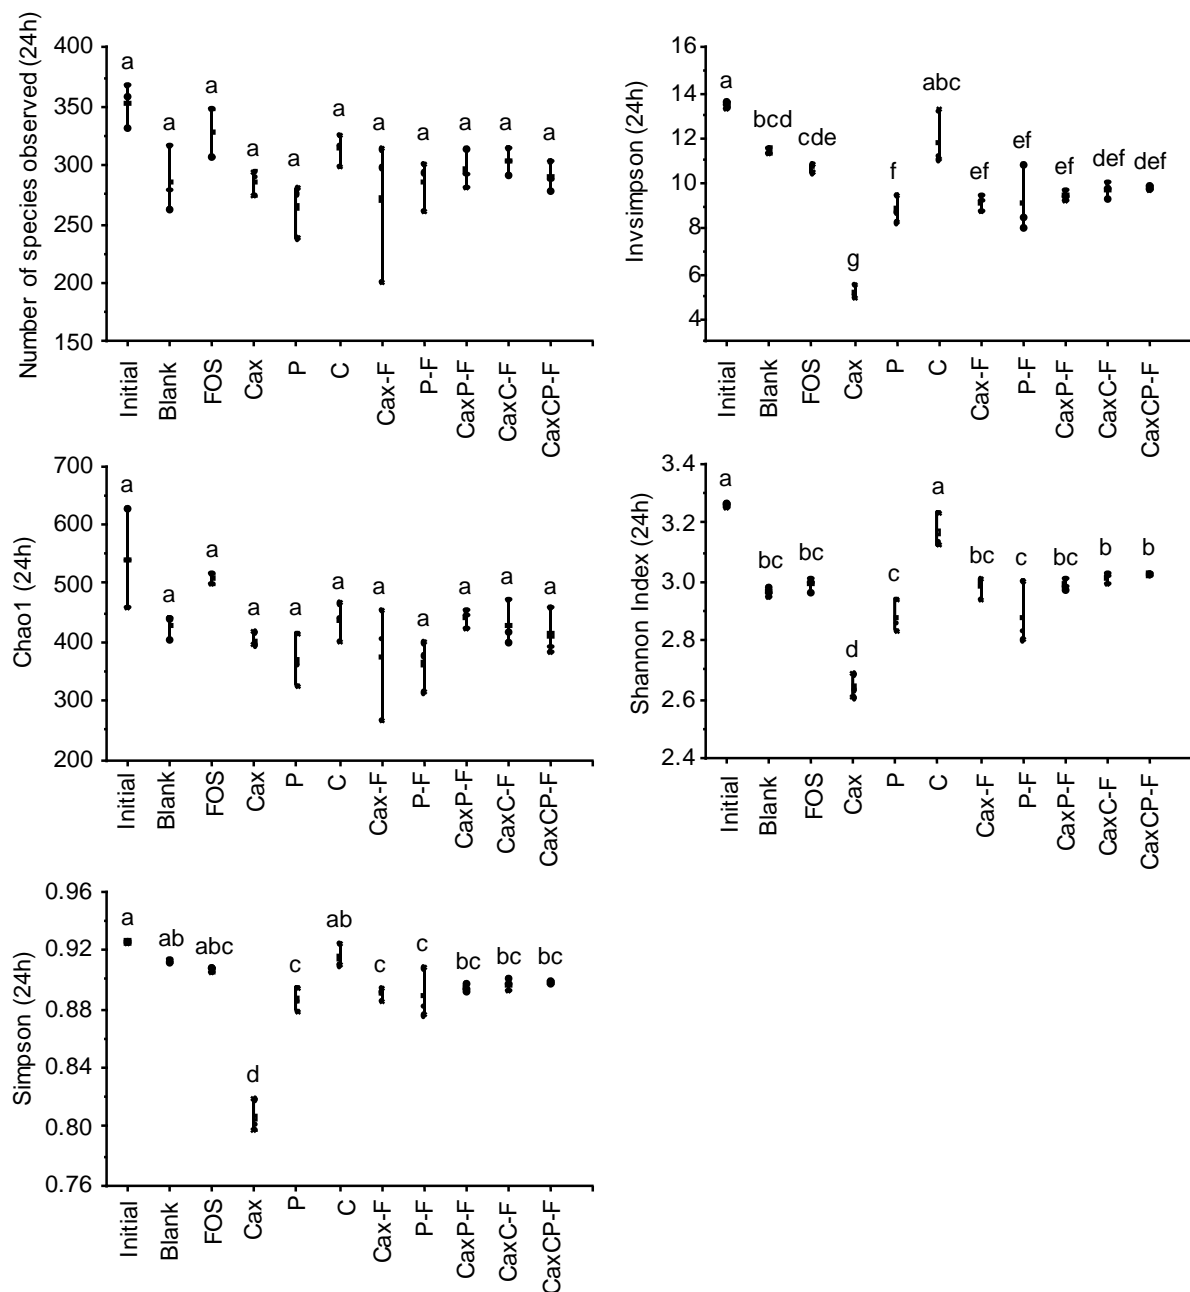 Number of species observed (24h)
400
350
300
250
200
150
a
a
a
a
a
a
a
a
a
a
a
Initial
Blank
FOS
Cax
P
C
Cax-F
P-F
CaxP-F
CaxC-F
CaxCP-F
Invsimpson (24h)
16
14
12
10
8
6
4
a
bcd
cde
g
f
abc
ef
ef
ef
def
def
Initial
Blank
FOS
Cax
P
C
Cax-F
P-F
CaxP-F
CaxC-F
CaxCP-F
Chao1 (24h)
700
600
500
400
300
200
a
a
a
a
a
a
a
a
a
a
a
Initial
Blank
FOS
Cax
P
C
Cax-F
P-F
CaxP-F
CaxC-F
CaxCP-F
Shannon Index (24h)
3.4
3.2
3.0
2.8
2.6
2.4
a
bc
bc
d
c
a
bc
c
bc
b
b
Initial
Blank
FOS
Cax
P
C
Cax-F
P-F
CaxP-F
CaxC-F
CaxCP-F
Simpson (24h)
0.96
0.92
0.88
0.84
0.80
0.76
a
ab
abc
d
c
ab
c
c
bc
bc
bc
Initial
Blank
FOS
Cax
P
C
Cax-F
P-F
CaxP-F
CaxC-F
CaxCP-F